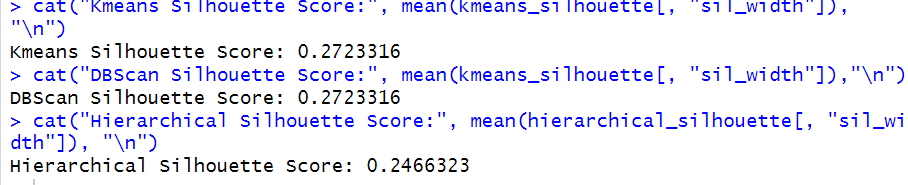 > cat("Kmeans Silhouette Score:", mean(kmeans_silhouette[, "sil_width"]),
"\n")
Kmeans Silhouette Score: 0.2723316
> cat("DBScan Silhouette Score:", mean(kmeans_silhouette[, "sil_width"]),"\n")
DBScan Silhouette Score: 0.2723316
> cat("Hierarchical Silhouette Score:", mean(hierarchical_silhouette[, "sil_wi
dth"]), "\n")
Hierarchical Silhouette Score: 0.2466323